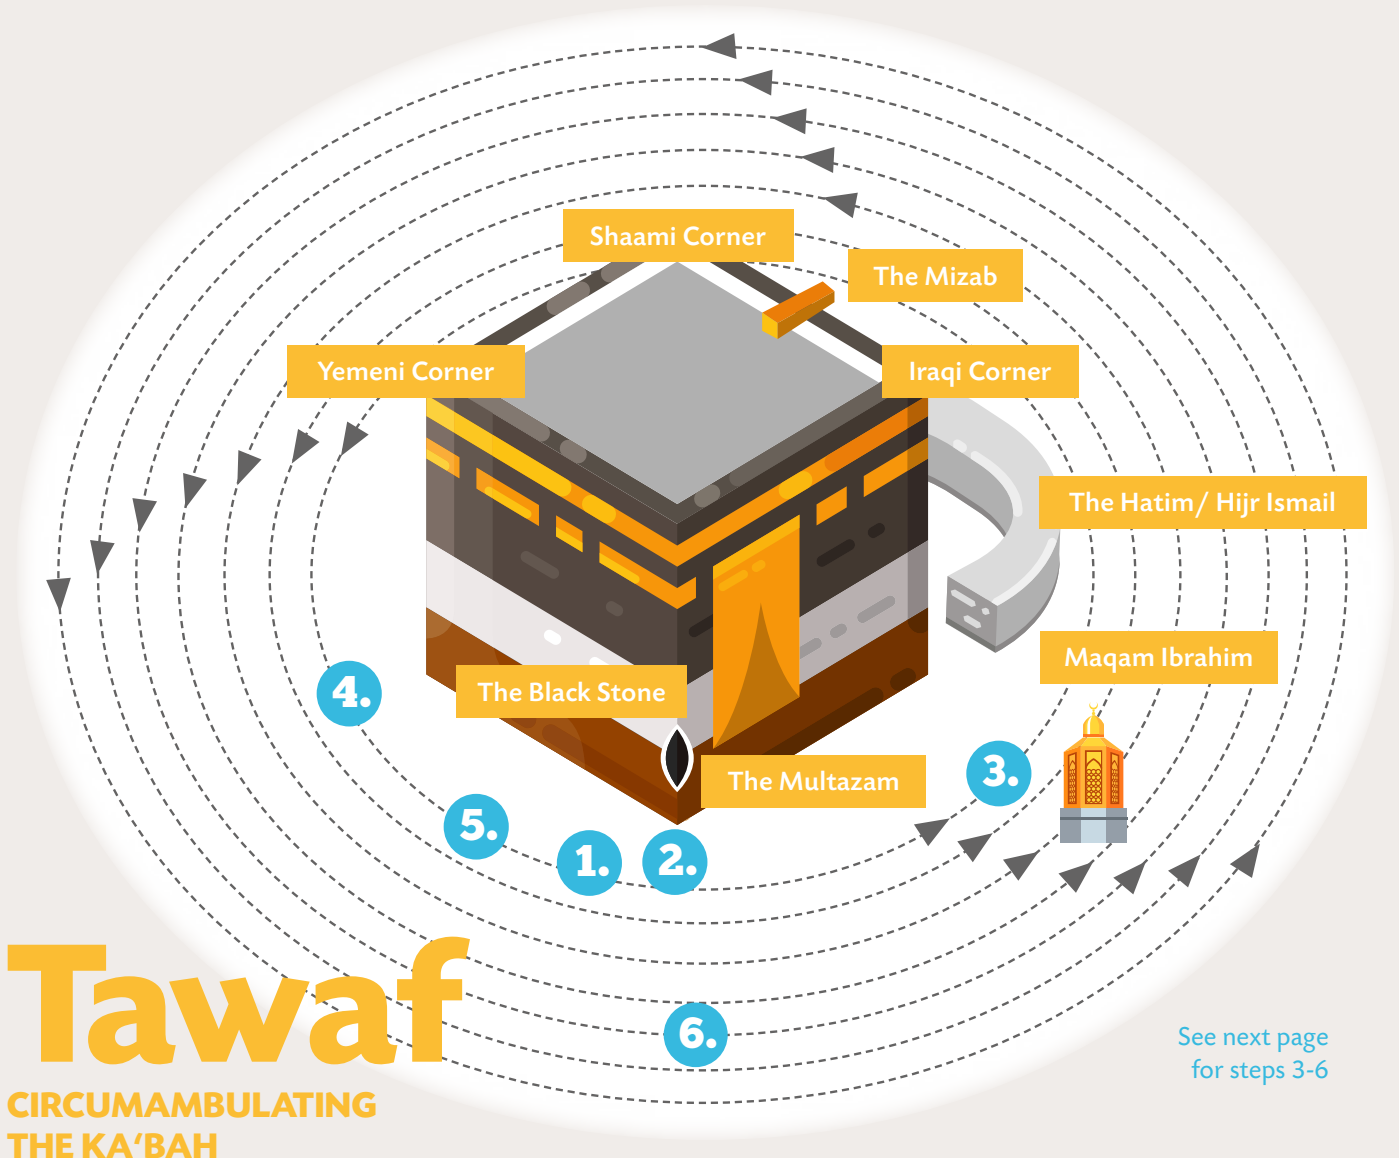 Shaami Corner
The Mizab
Yemeni Corner
Iraqi Corner
The Hatim/ Hijr Ismail
Maqam Ibrahim
The Black Stone
The Multazam
4.
3.
5.
1.
2.
6.
Tawaf
CIRCUMAMBULATING
THE KA‘BAH
See next page
for steps 3-6